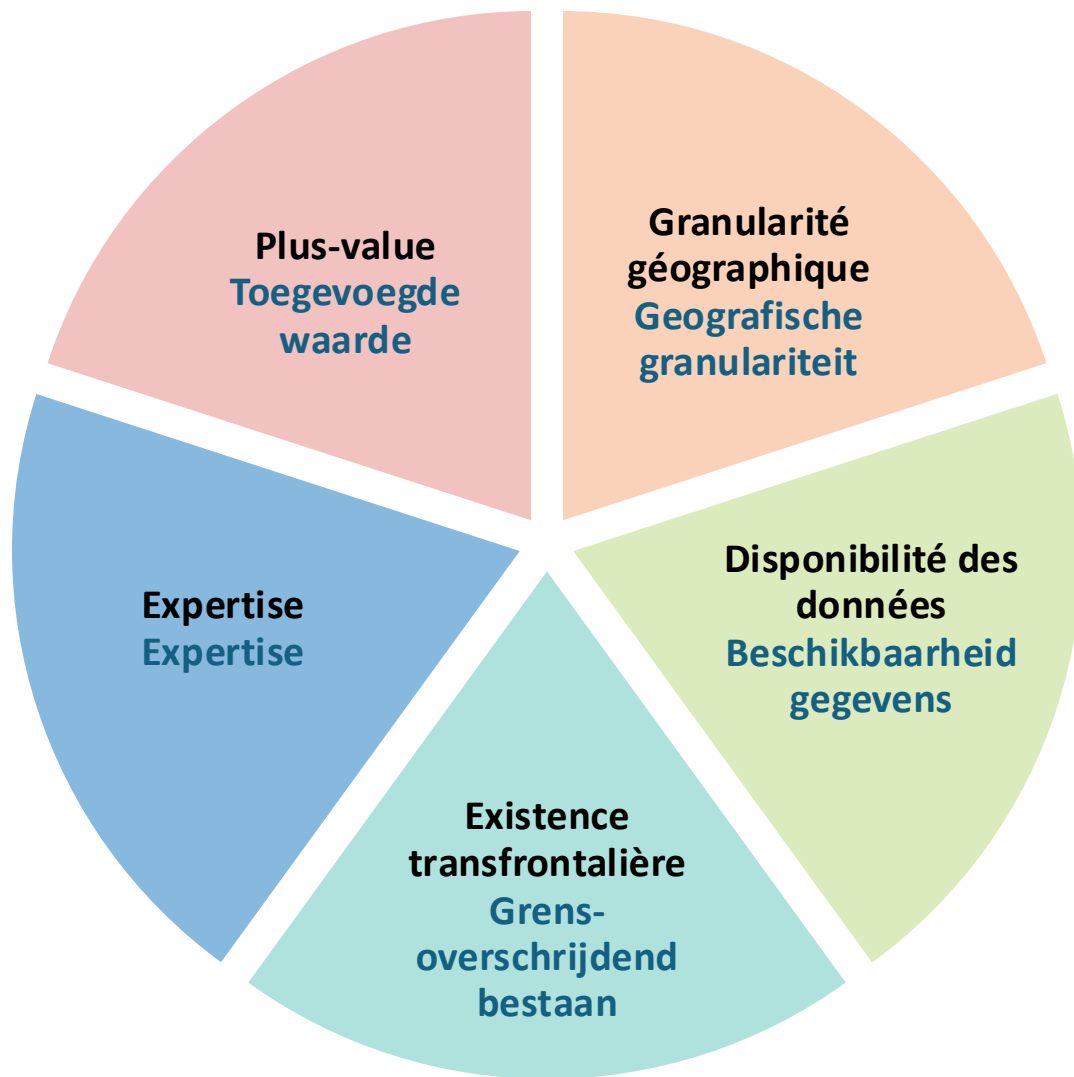 Plus-value
Toegevoegde
waarde
Granularité
géographique
Geografische
granulariteit
Disponibilité des
données
Beschikbaarheid
gegevens
Expertise
Expertise
Existence
transfrontalière
Grens-
overschrijdend
bestaan